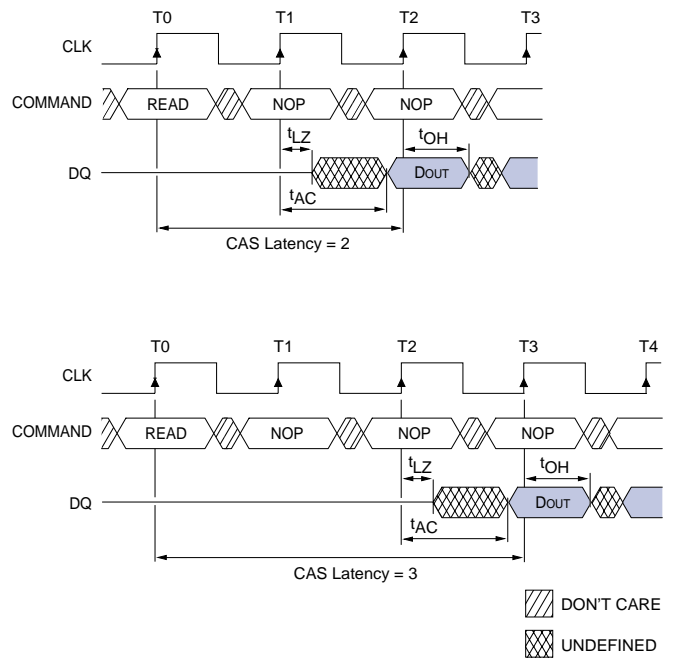 T0 T1 T2 T3
CLK
COMMAND READ NOP NOP
tLZ tOH
DQ DOUT
tAC
CAS Latency = 2
T0 T1 T2 T3 T4
CLK
COMMAND READ NOP NOP NOP
tLZ tOH
DQ DOUT
tAC
CAS Latency = 3
DON'T CARE
UNDEFINED